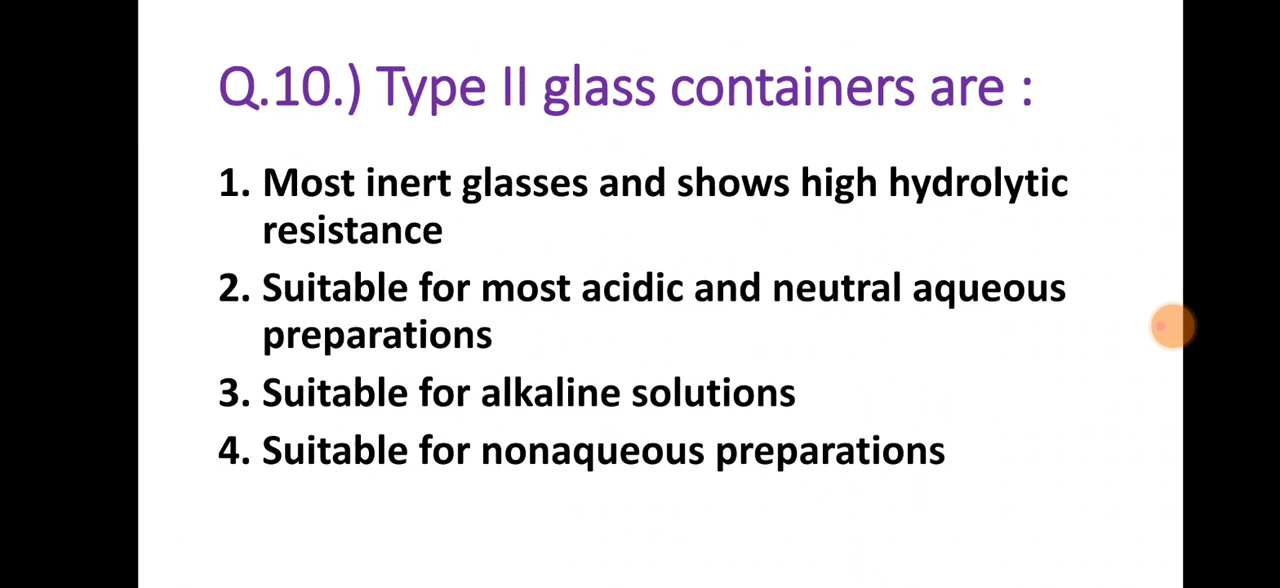 Q.10.) Type II glass containers are :
1. Most inert glasses and shows high hydrolytic
resistance
2. Suitable for most acidic and neutral aqueous
preparations
3. Suitable for alkaline solutions
4. Suitable for nonaqueous preparations